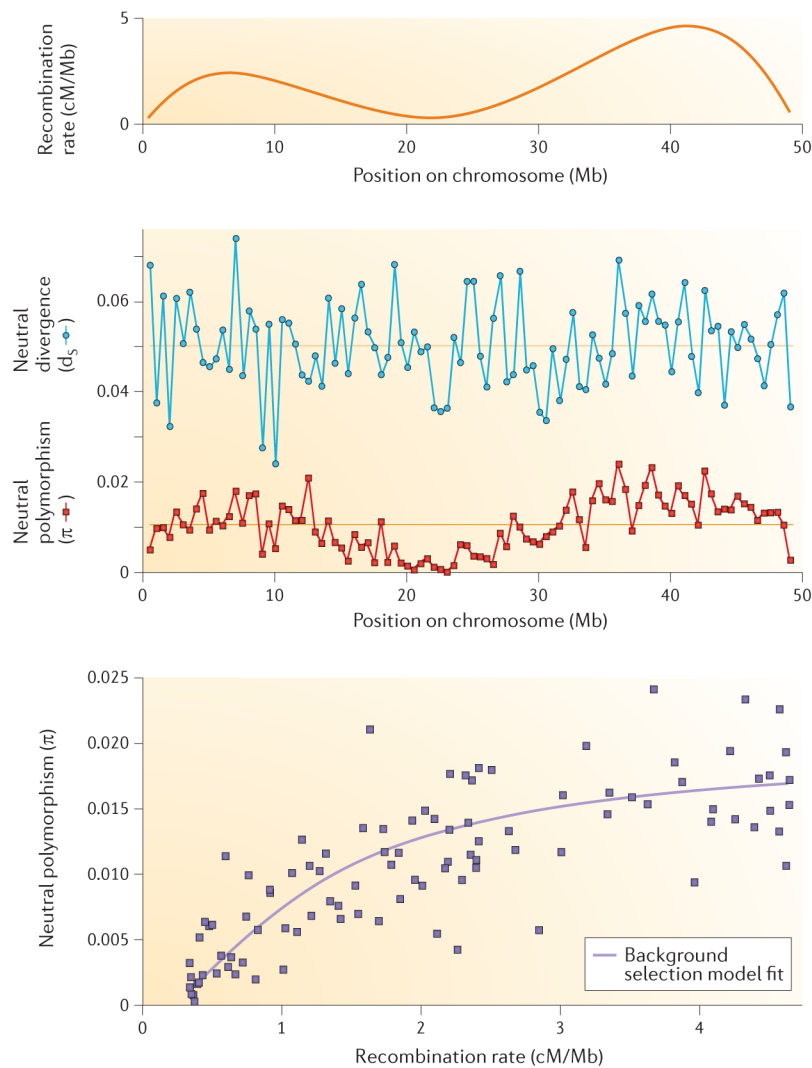 Recombination
rate (cM/Mb)
5
0
0
10
20
30
40
50
Position on chromosome (Mb)
Neutral
divergence
(dS )
Neutral
polymorphism
(π )
0.06
0.04
0.02
0
0
10
20
30
40
50
Position on chromosome (Mb)
Neutral polymorphism (π)
0.025
0.020
0.015
0.010
0.005
0
0
1
2
3
4
Background
selection model fit
Recombination rate (cM/Mb)